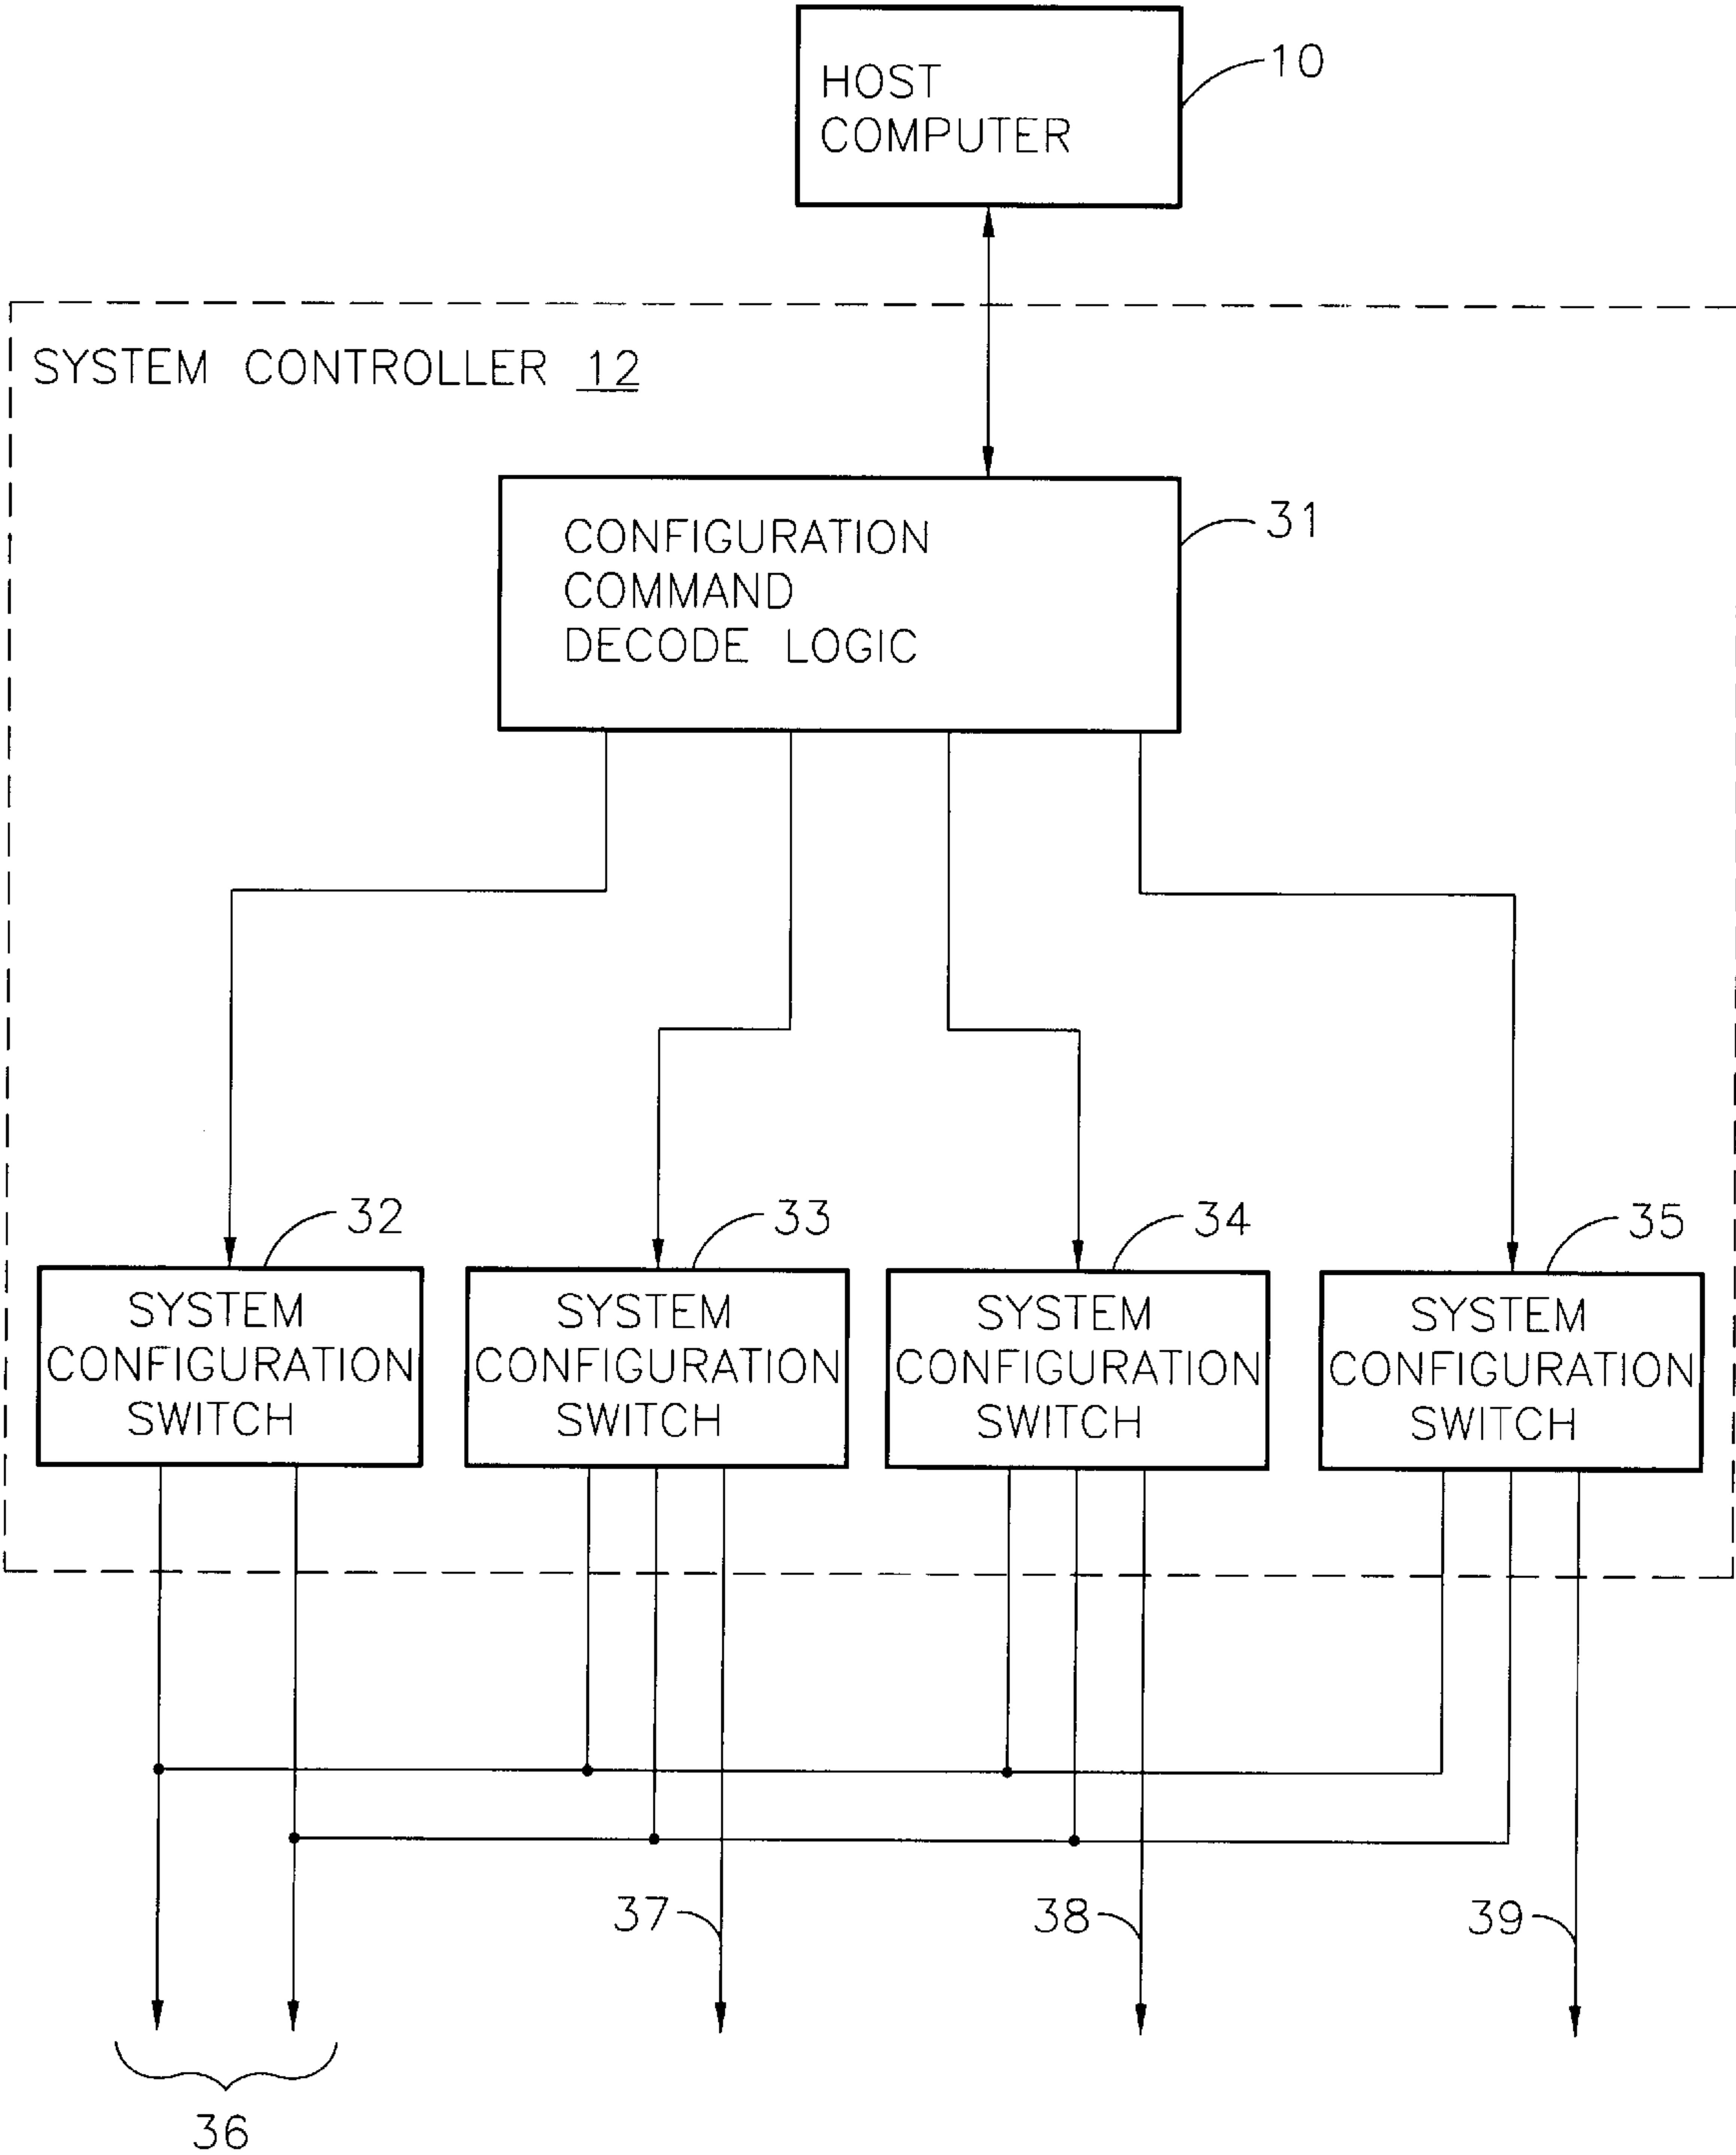 HOST
COMPUTER
10
SYSTEM CONTROLLER 12
CONFIGURATION
COMMAND
DECODE LOGIC
31
32
33
34
35
SYSTEM
CONFIGURATION
SWITCH
SYSTEM
CONFIGURATION
SWITCH
SYSTEM
CONFIGURATION
SWITCH
SYSTEM
CONFIGURATION
SWITCH
37
38
39
36